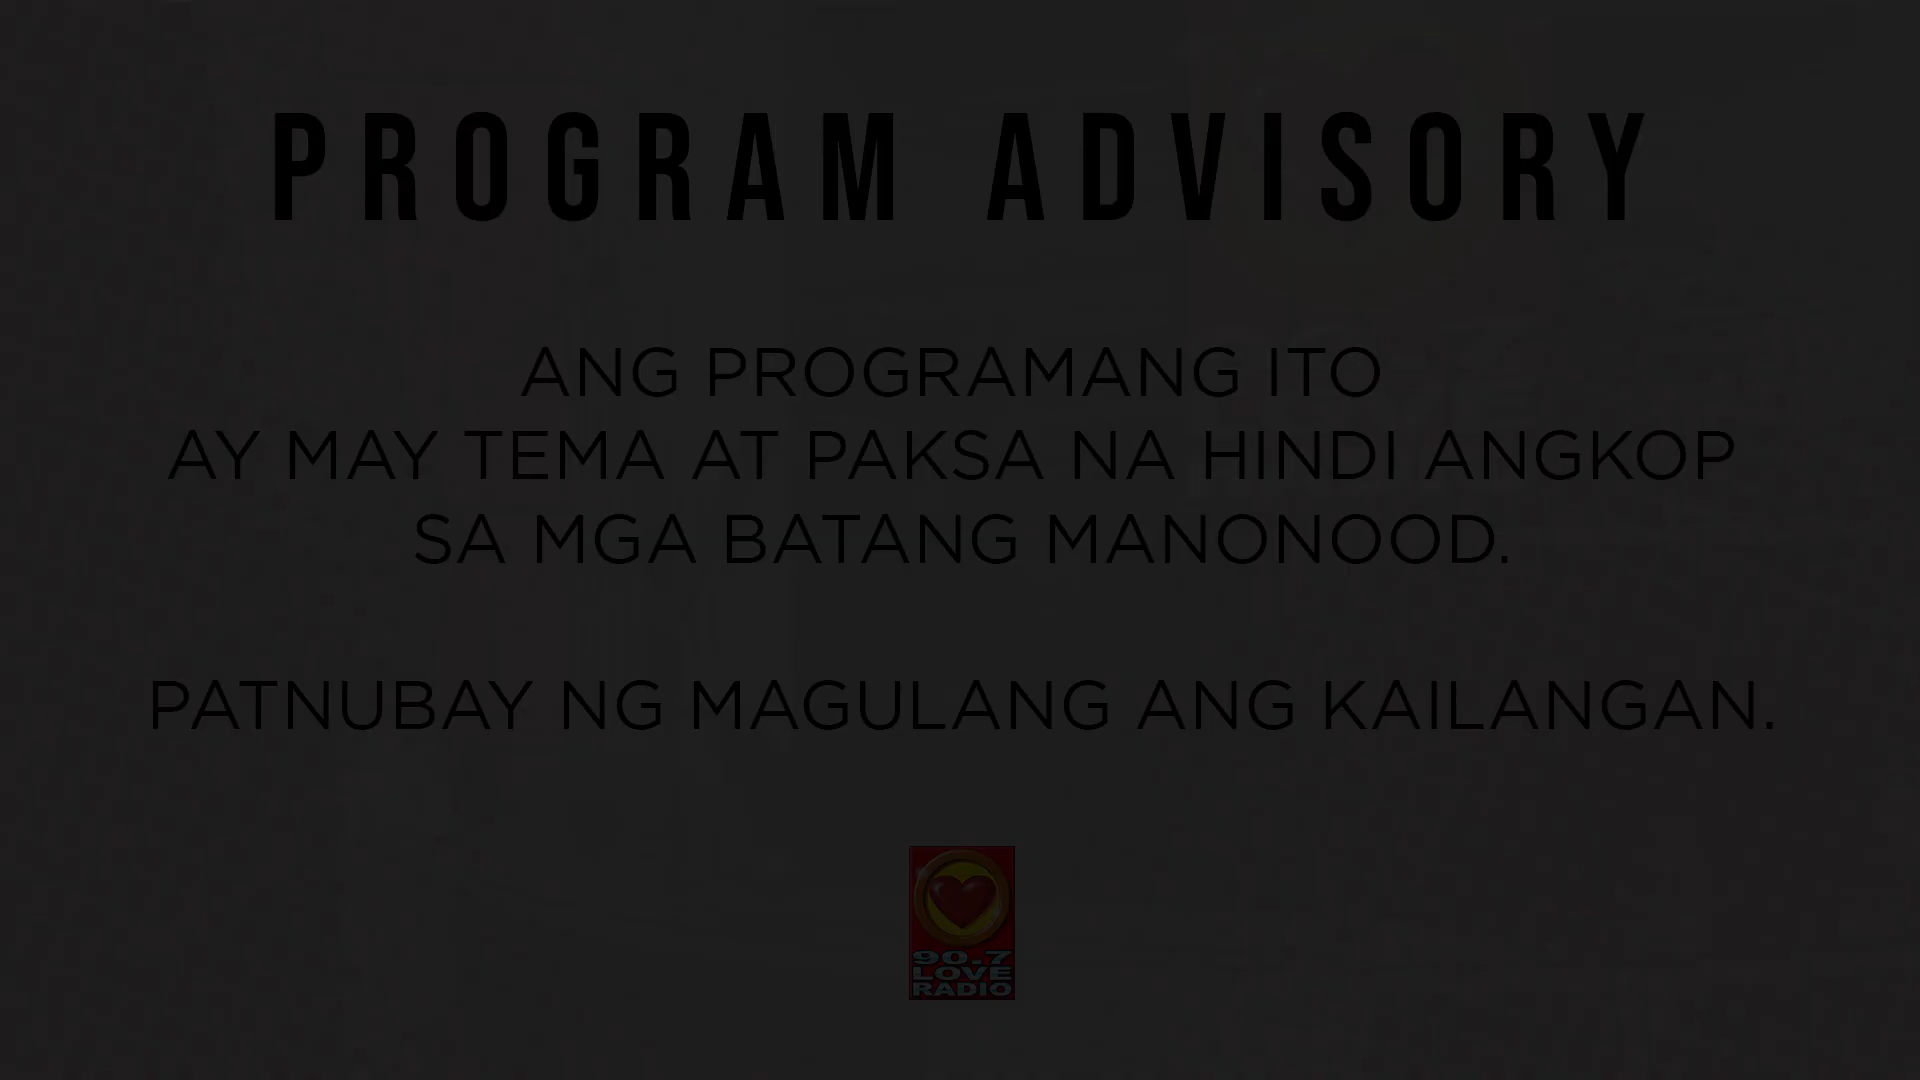 PROGRAM ADVISORY
ANG PROGRAMANG ITO
AY MAY TEMA AT PAKSA NA HINDI ANGKOP
SA MGA BATANG MANONOOD.
PATNUBAY NG MAGULANG ANG KAILANGAN.
90.7
LOVE
RADIO